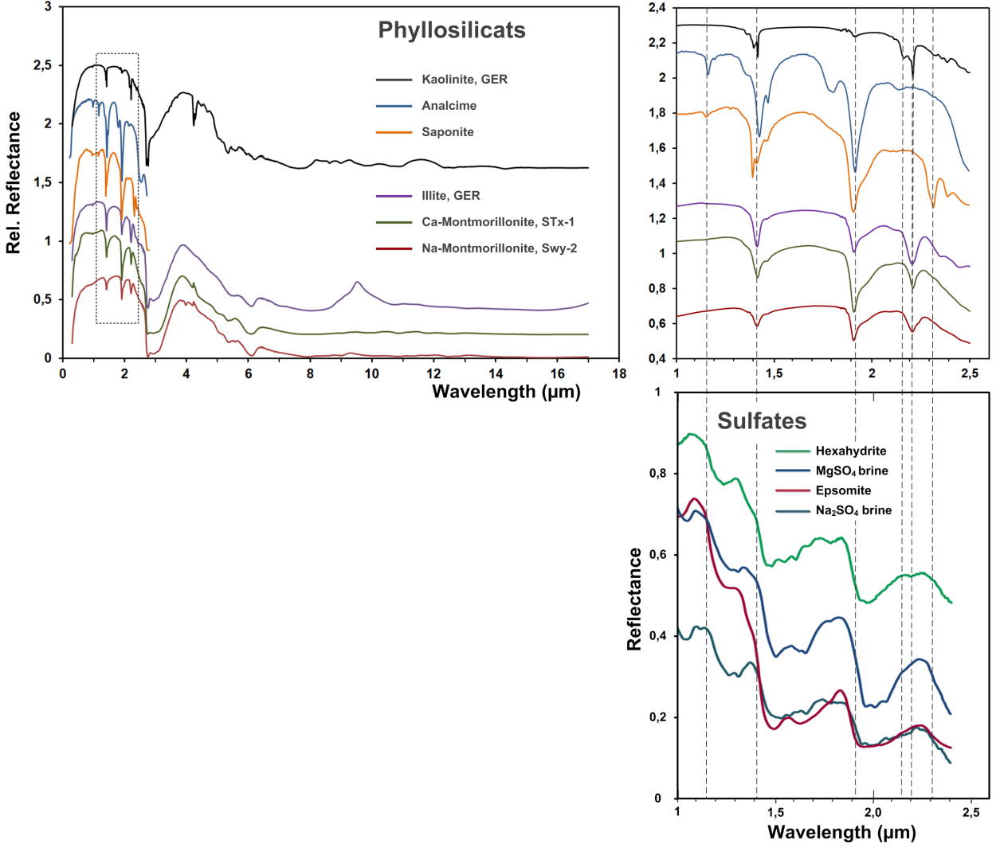 Phyllosilicats
Kaolinite, GER
Analcime
Saponite
Illite, GER
Ca-Montmorillonite, STx-1
Na-Montmorillonite, Swy-2
Rel. Reflectance
3
2,5
2
1,5
1
0,5
0
0 2 4 6 8 10 12 14 16 18
Wavelength (µm)
2,4
2,2
2
1,8
1,6
1,4
1,2
1
0,8
0,6
0,4
1 1,5 2 2,5
Sulfates
Hexahydrite
MgSO₄ brine
Epsomite
Na₂SO₄ brine
Reflectance
1
0,8
0,6
0,4
0,2
0
1 1,5 2,0 2,5
Wavelength (µm)